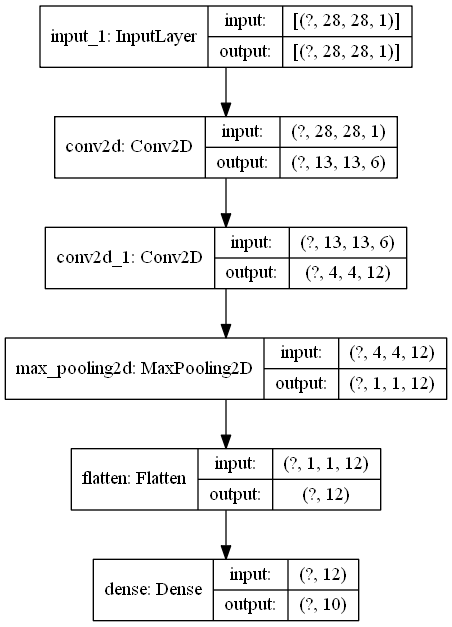 input_1: InputLayer
input:
[(?, 28, 28, 1)]
output:
[(?, 28, 28, 1)]
conv2d: Conv2D
input:
(?, 28, 28, 1)
output:
(?, 13, 13, 6)
conv2d_1: Conv2D
input:
(?, 13, 13, 6)
output:
(?, 4, 4, 12)
max_pooling2d: MaxPooling2D
input:
(?, 4, 4, 12)
output:
(?, 1, 1, 12)
flatten: Flatten
input:
(?, 1, 1, 12)
output:
(?, 12)
dense: Dense
input:
(?, 12)
output:
(?, 10)